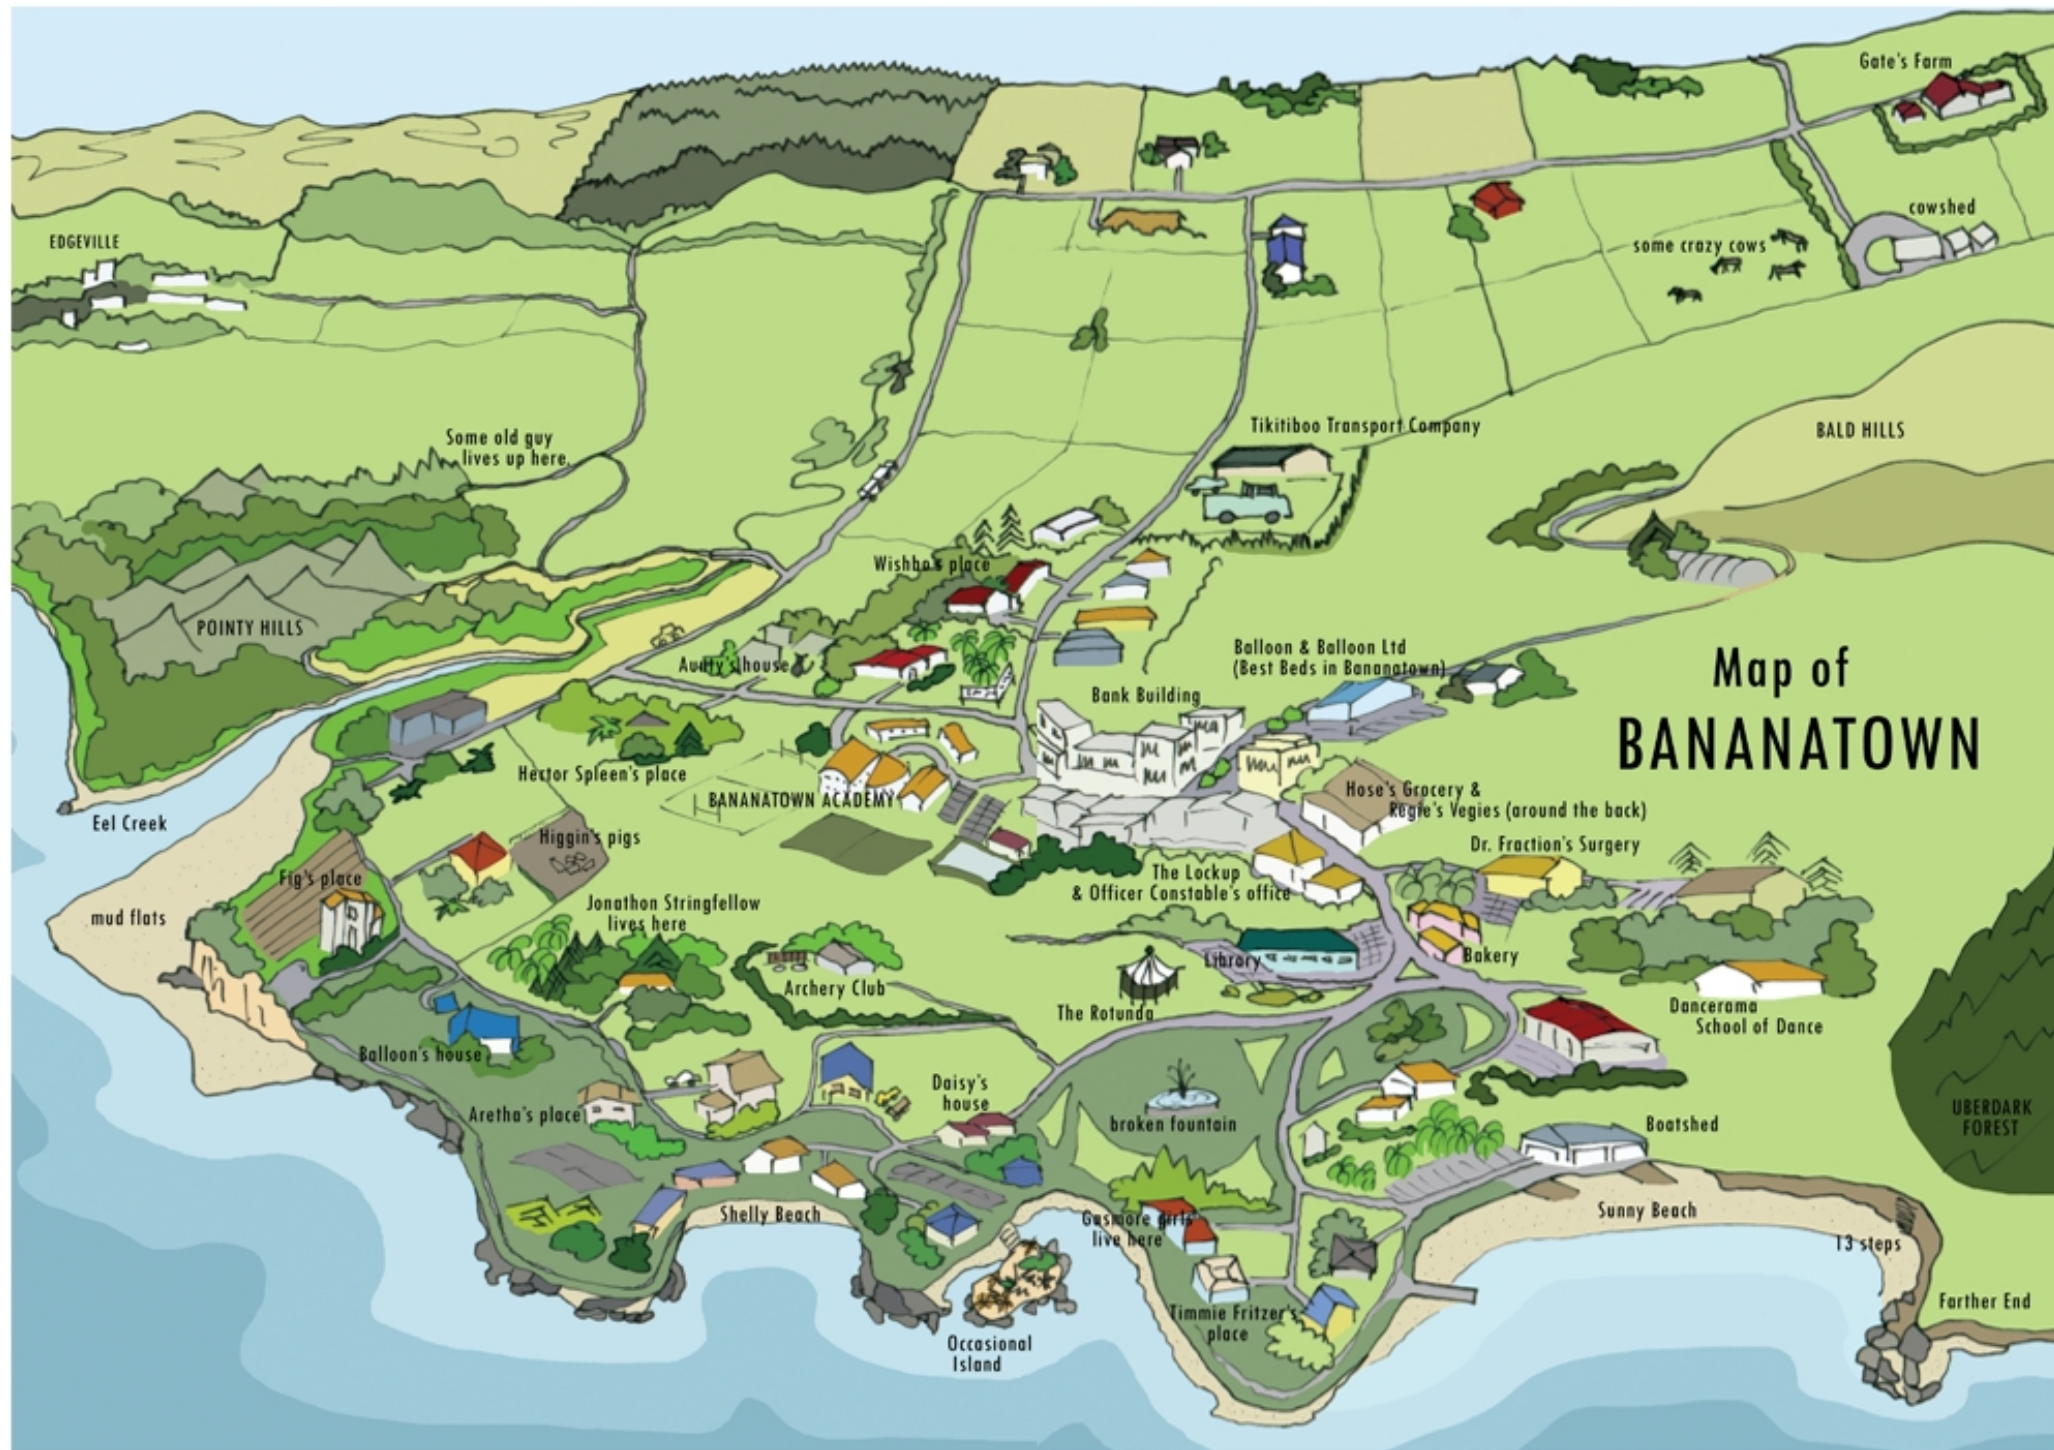 Gate's Farm
cowshed
some crazy cows
EDGEVILLE
Some old guy
lives up here.
Tikitiboo Transport Company
BALD HILLS
Wishbo's place
POINTY HILLS
Aunty's house
Balloon & Balloon Ltd
(Best Beds in Bananatown)
Map of
BANANATOWN
Bank Building
Hector Spleen's place
BANANATOWN ACADEMY
Hose's Grocery &
Regie's Vegies (around the back)
Eel Creek
Higgin's pigs
Dr. Fraction's Surgery
Fig's place
The Lockup
& Officer Constable's office
mud flats
Jonathon Stringfellow
lives here
Library
Bakery
Archery Club
The Rotunda
Dancerama
School of Dance
Balloon's house
Daisy's
house
Aretha's place
broken fountain
Boatshed
UBERDARK
FOREST
Shelly Beach
Gasmore girls
live here
Sunny Beach
13 steps
Timmie Fritzer's
place
Farther End
Occasional
Island